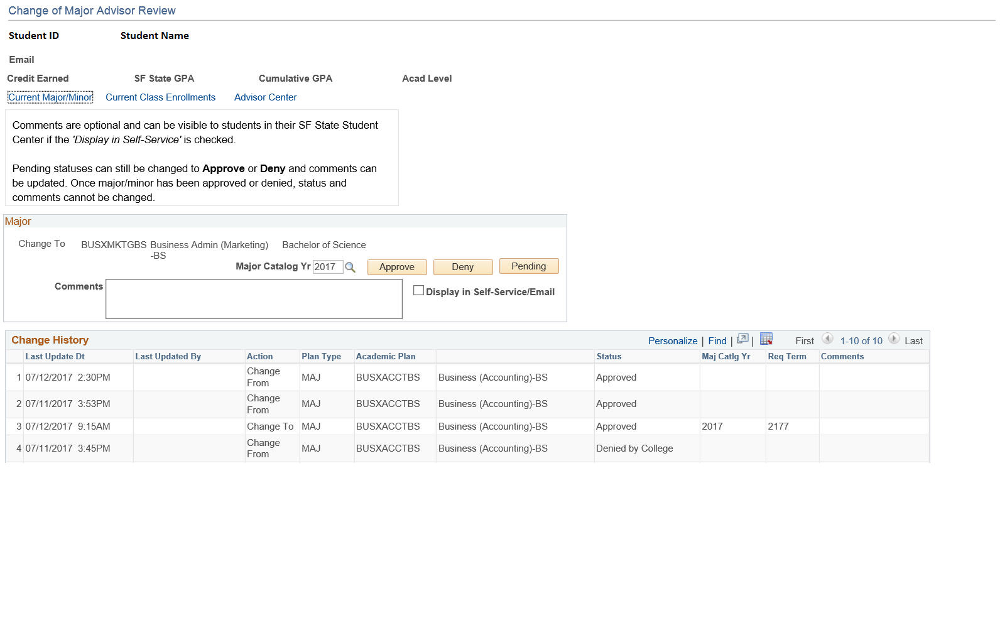 Change of Major Advisor Review
Student ID Student Name
Email
Credit Earned SF State GPA Cumulative GPA Acad Level
Current Major/Minor Current Class Enrollments Advisor Center
Comments are optional and can be visible to students in their SF State Student
Center if the 'Display in Self-Service' is checked.
Pending statuses can still be changed to Approve or Deny and comments can
be updated. Once major/minor has been approved or denied, status and
comments cannot be changed.
Major
Change To BUSXMKTGBS Business Admin (Marketing) Bachelor of Science
-BS
Major Catalog Yr 2017 Approve Deny Pending
Comments Display in Self-Service/Email
Change History Personalize | Find | | First 1-10 of 10 Last
Last Update Dt Last Updated By Action Plan Type Academic Plan Status Maj Catlg Yr Req Term Comments
1 07/12/2017 2:30PM Change From MAJ BUSXACCTBS Business (Accounting)-BS Approved
2 07/11/2017 3:53PM Change From MAJ BUSXACCTBS Business (Accounting)-BS Approved
3 07/12/2017 9:15AM Change To MAJ BUSXACCTBS Business (Accounting)-BS Approved 2017 2177
4 07/11/2017 3:45PM Change From MAJ BUSXACCTBS Business (Accounting)-BS Denied by College